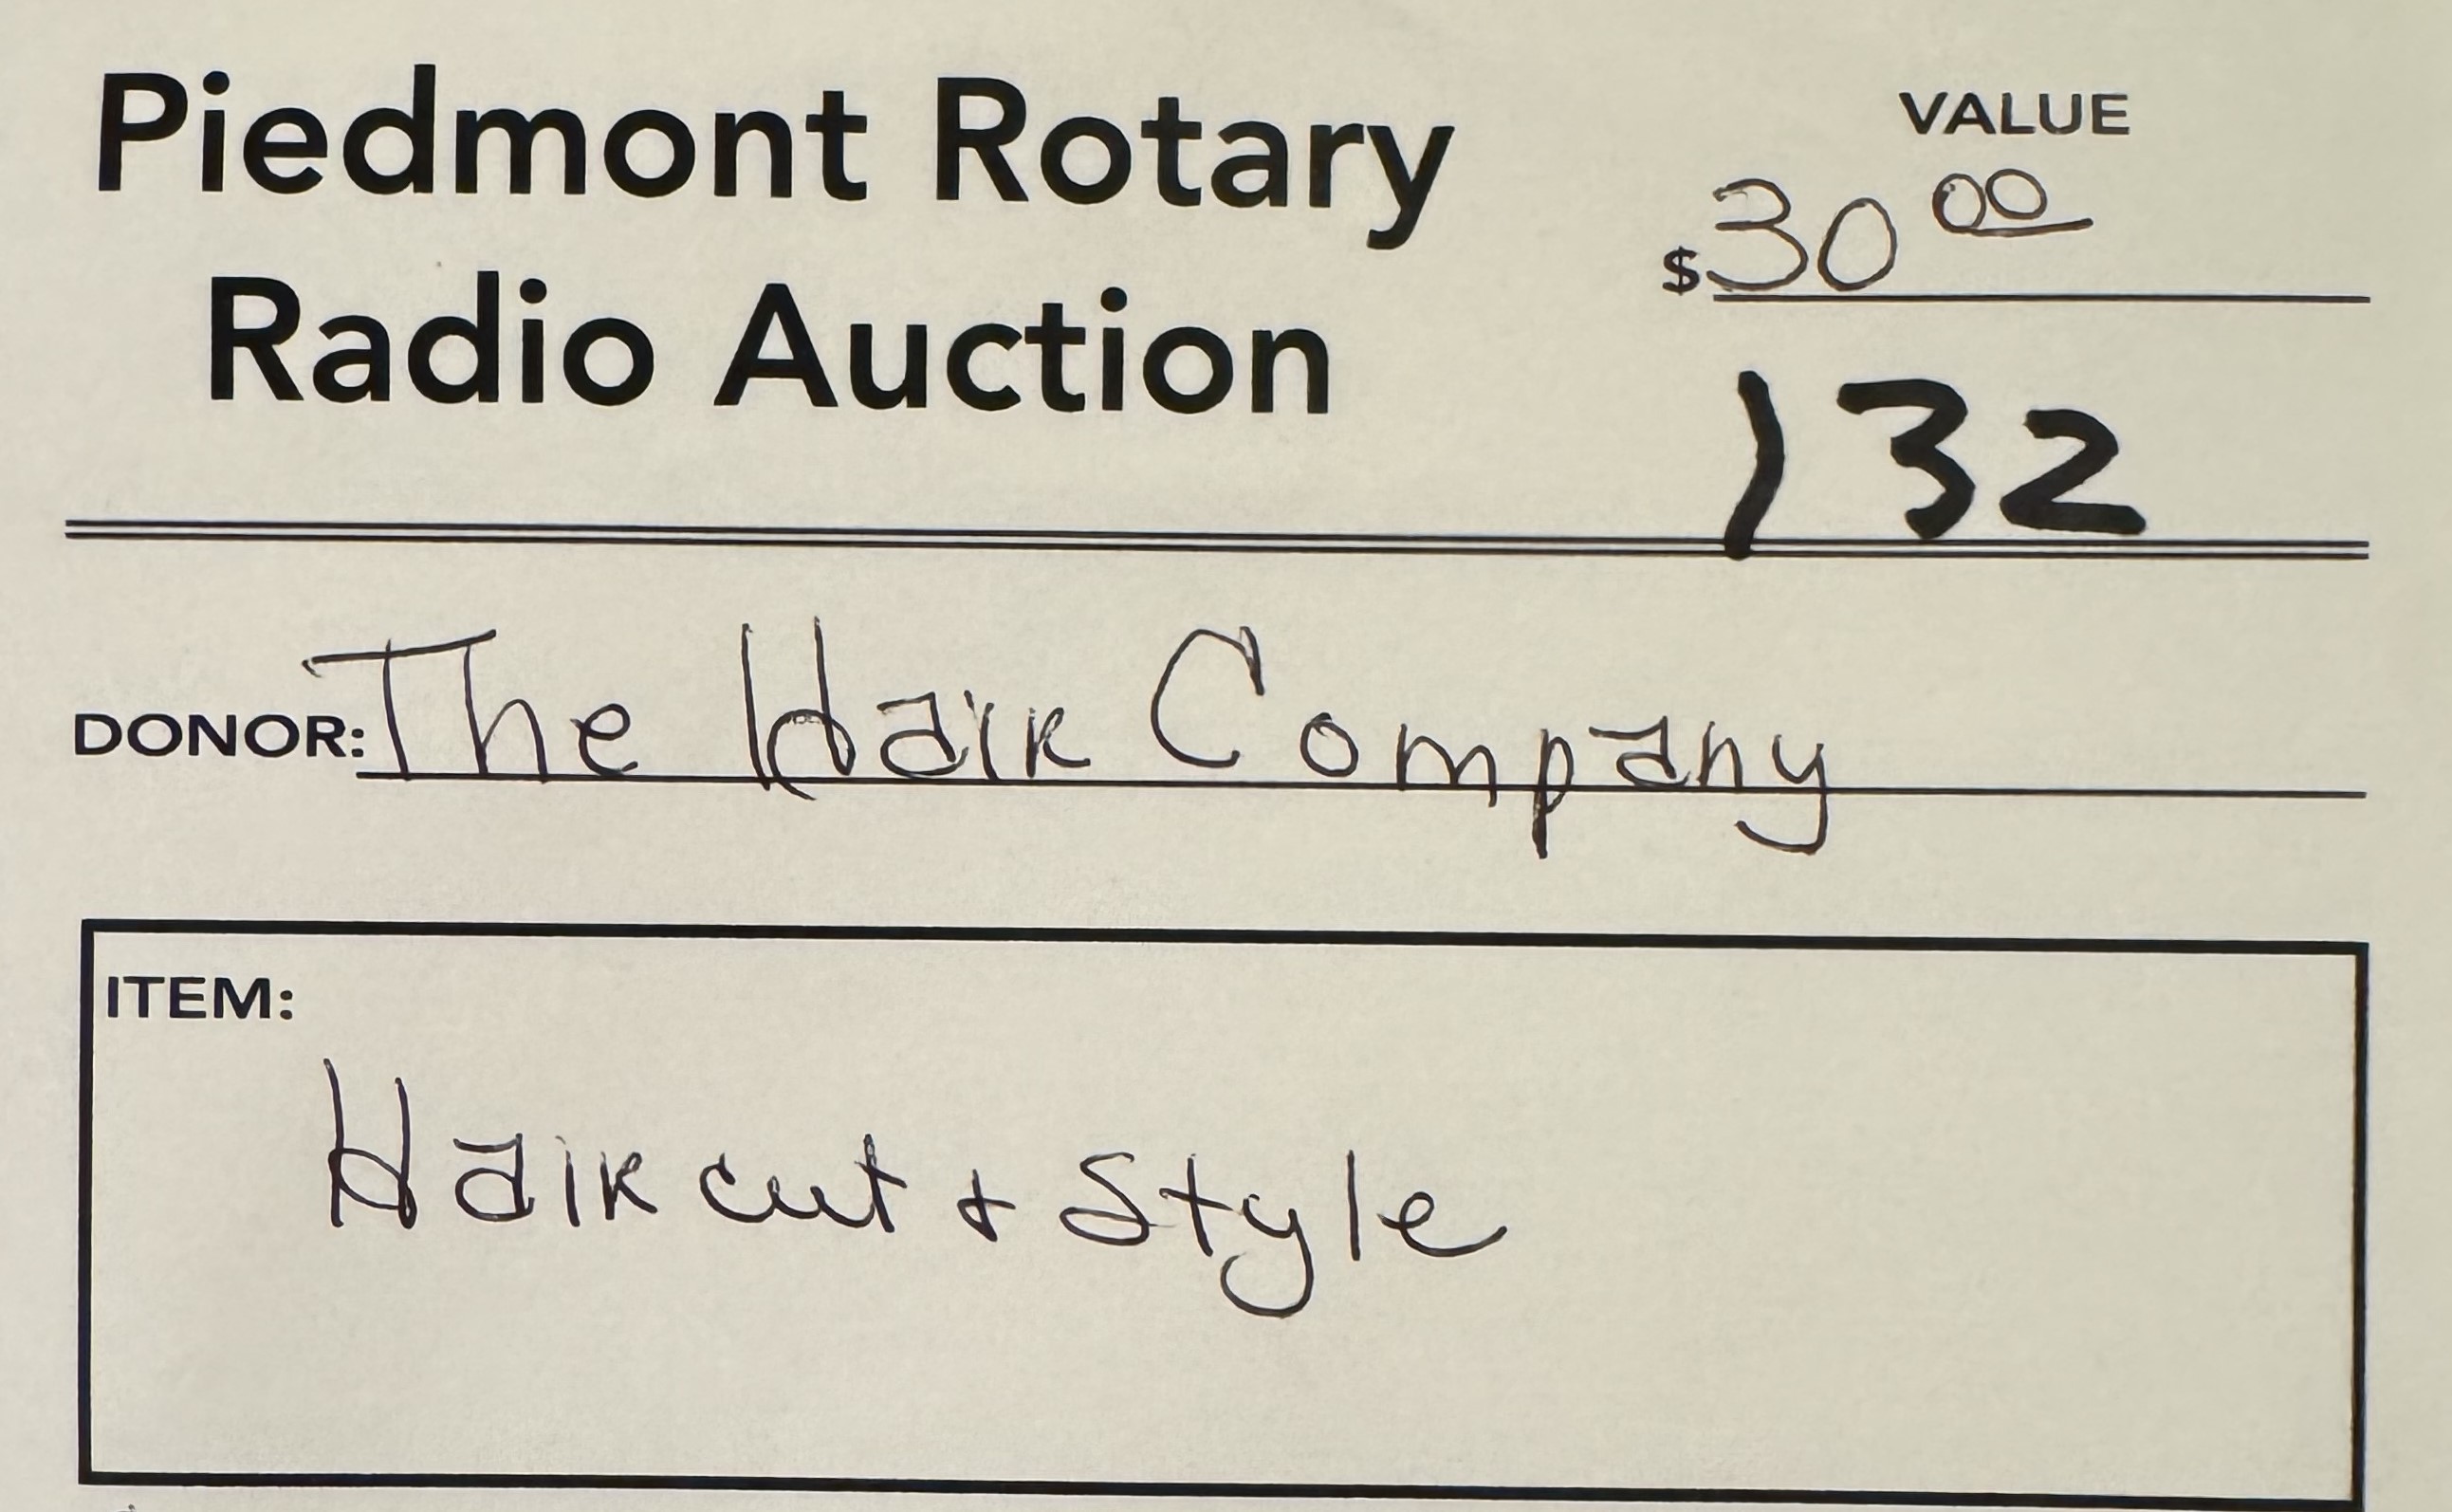 Piedmont Rotary
Radio Auction
VALUE
$30 00
132
DONOR: The Hair Company
ITEM:
Hair cut + Style